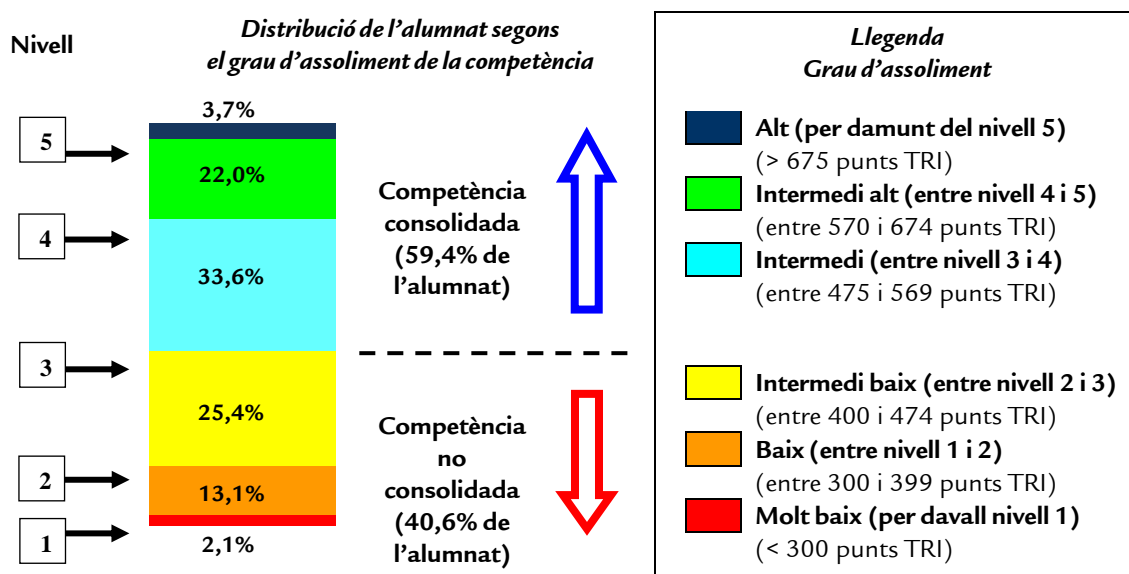 Nivell
Distribució de l'alumnat segons
el grau d'assoliment de la competència
3,7%
5
22,0%
4
33,6%
3
25,4%
2
13,1%
1
2,1%
Competència
consolidada
(59,4% de
l'alumnat)
Competència
no
consolidada
(40,6% de
l'alumnat)
Llegenda
Grau d'assoliment
Alt (per damunt del nivell 5)
(> 675 punts TRI)
Intermedi alt (entre nivell 4 i 5)
(entre 570 i 674 punts TRI)
Intermedi (entre nivell 3 i 4)
(entre 475 i 569 punts TRI)
Intermedi baix (entre nivell 2 i 3)
(entre 400 i 474 punts TRI)
Baix (entre nivell 1 i 2)
(entre 300 i 399 punts TRI)
Molt baix (per davall nivell 1)
(< 300 punts TRI)